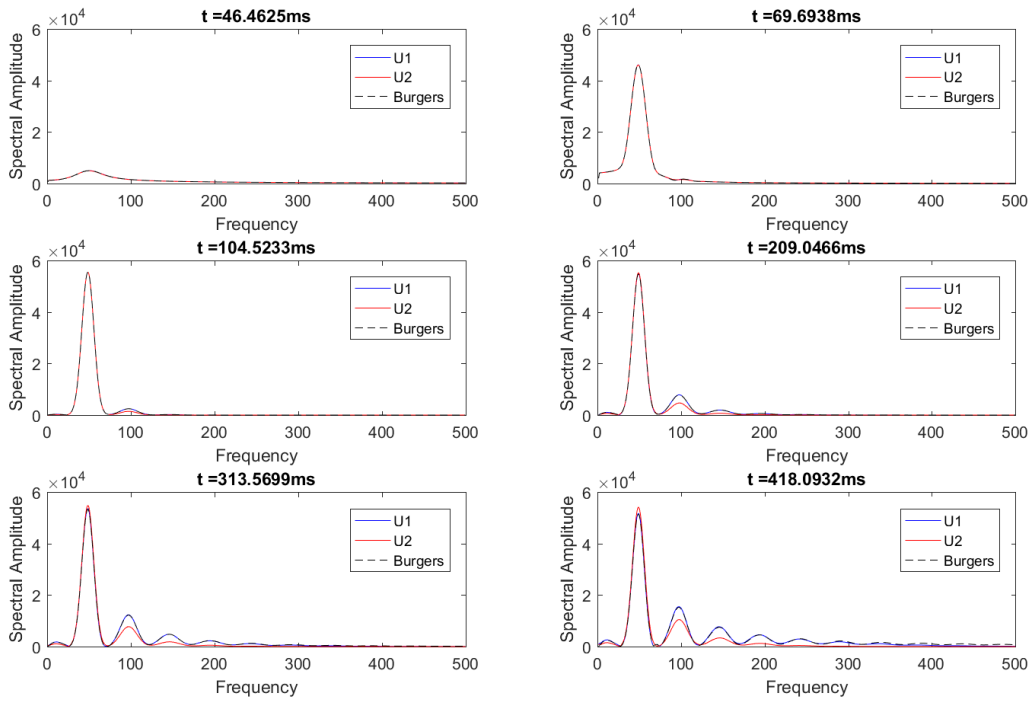 t =46.4625ms
×10^4
Spectral Amplitude
6
4
2
0
0 100 200 300 400 500
Frequency
U1
U2
Burgers
t =69.6938ms
×10^4
Spectral Amplitude
6
4
2
0
0 100 200 300 400 500
Frequency
U1
U2
Burgers
t =104.5233ms
×10^4
Spectral Amplitude
6
4
2
0
0 100 200 300 400 500
Frequency
U1
U2
Burgers
t =209.0466ms
×10^4
Spectral Amplitude
6
4
2
0
0 100 200 300 400 500
Frequency
U1
U2
Burgers
t =313.5699ms
×10^4
Spectral Amplitude
6
4
2
0
0 100 200 300 400 500
Frequency
U1
U2
Burgers
t =418.0932ms
×10^4
Spectral Amplitude
6
4
2
0
0 100 200 300 400 500
Frequency
U1
U2
Burgers